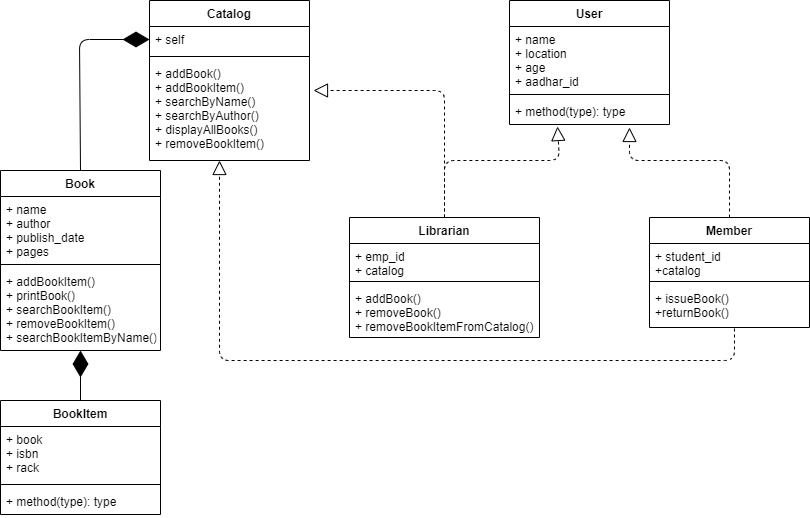 Catalog
+ self
+ addBook()
+ addBookItem()
+ searchByName()
+ searchByAuthor()
+ displayAllBooks()
+ removeBookItem()
User
+ name
+ location
+ age
+ aadhar_id
+ method(type): type
Book
+ name
+ author
+ publish_date
+ pages
+ addBookItem()
+ printBook()
+ searchBookItem()
+ removeBookItem()
+ searchBookItemByName()
Librarian
+ emp_id
+ catalog
+ addBook()
+ removeBook()
+ removeBookItemFromCatalog()
Member
+ student_id
+catalog
+ issueBook()
+returnBook()
BookItem
+ book
+ isbn
+ rack
+ method(type): type